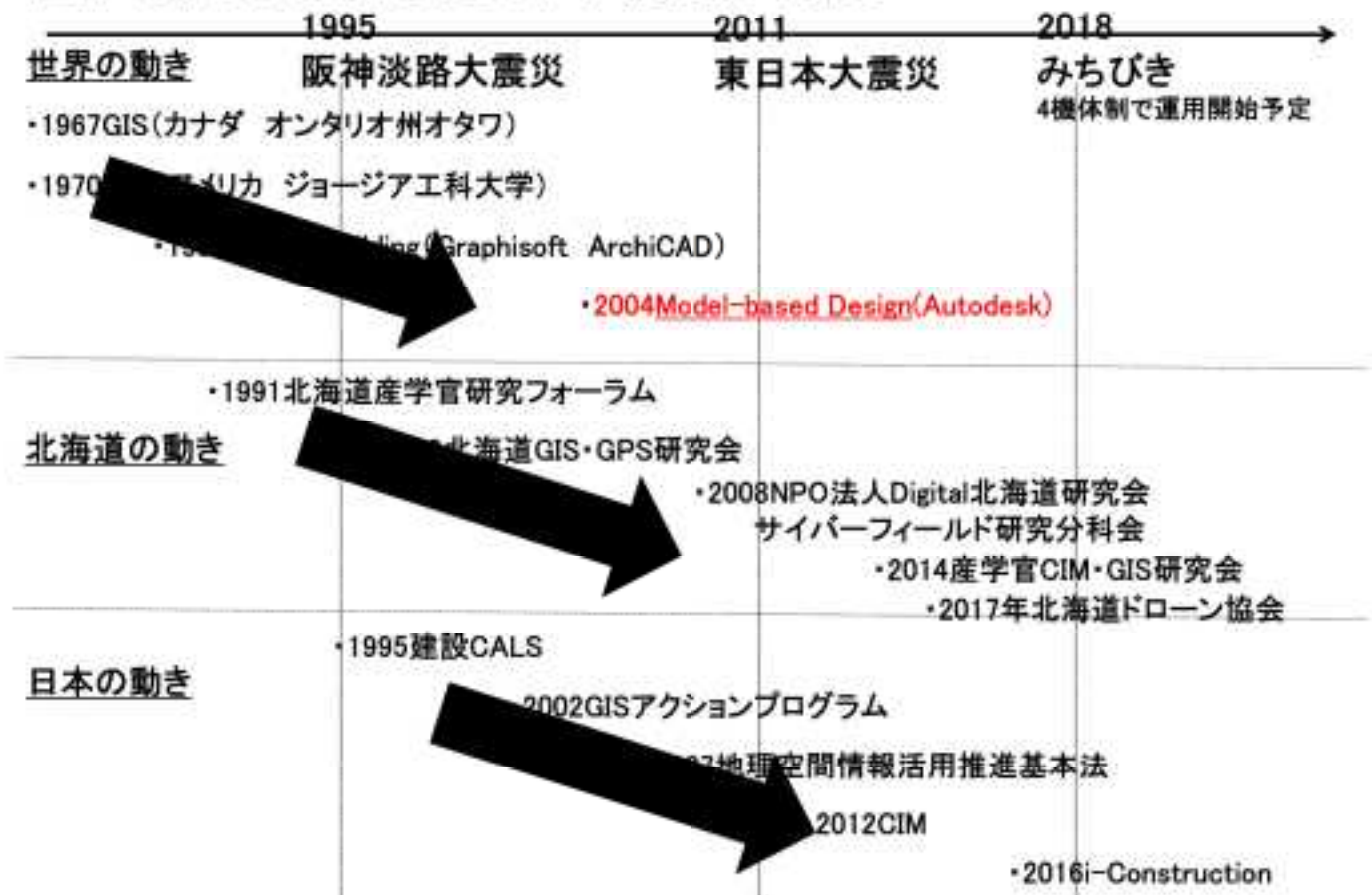 1995
2011
2018
世界の動き
阪神淡路大震災
東日本大震災
みちびき
4機体制で運用開始予定
・1967GIS(カナダ オンタリオ州オタワ)
・1970 メリカ ジョージア工科大学)
(Graphisoft ArchiCAD)
・2004Model-based Design(Autodesk)
・1991北海道産学官研究フォーラム
北海道の動き
北海道GIS・GPS研究会
・2008NPO法人Digital北海道研究会
サイバーフィールド研究分科会
・2014産学官CIM・GIS研究会
・2017年北海道ドローン協会
・1995建設CALS
日本の動き
2002GISアクションプログラム
地理空間情報活用推進基本法
2012CIM
・2016i-Construction